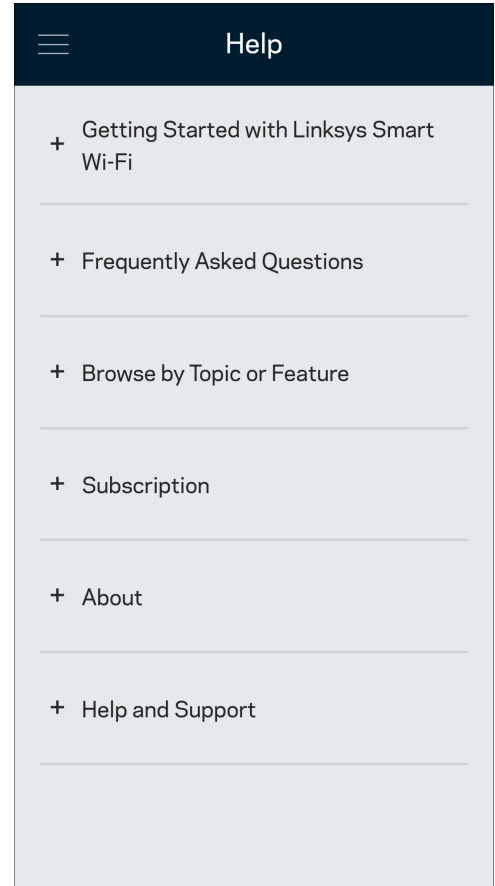 Help
+ Getting Started with Linksys Smart
Wi-Fi
+ Frequently Asked Questions
+ Browse by Topic or Feature
+ Subscription
+ About
+ Help and Support